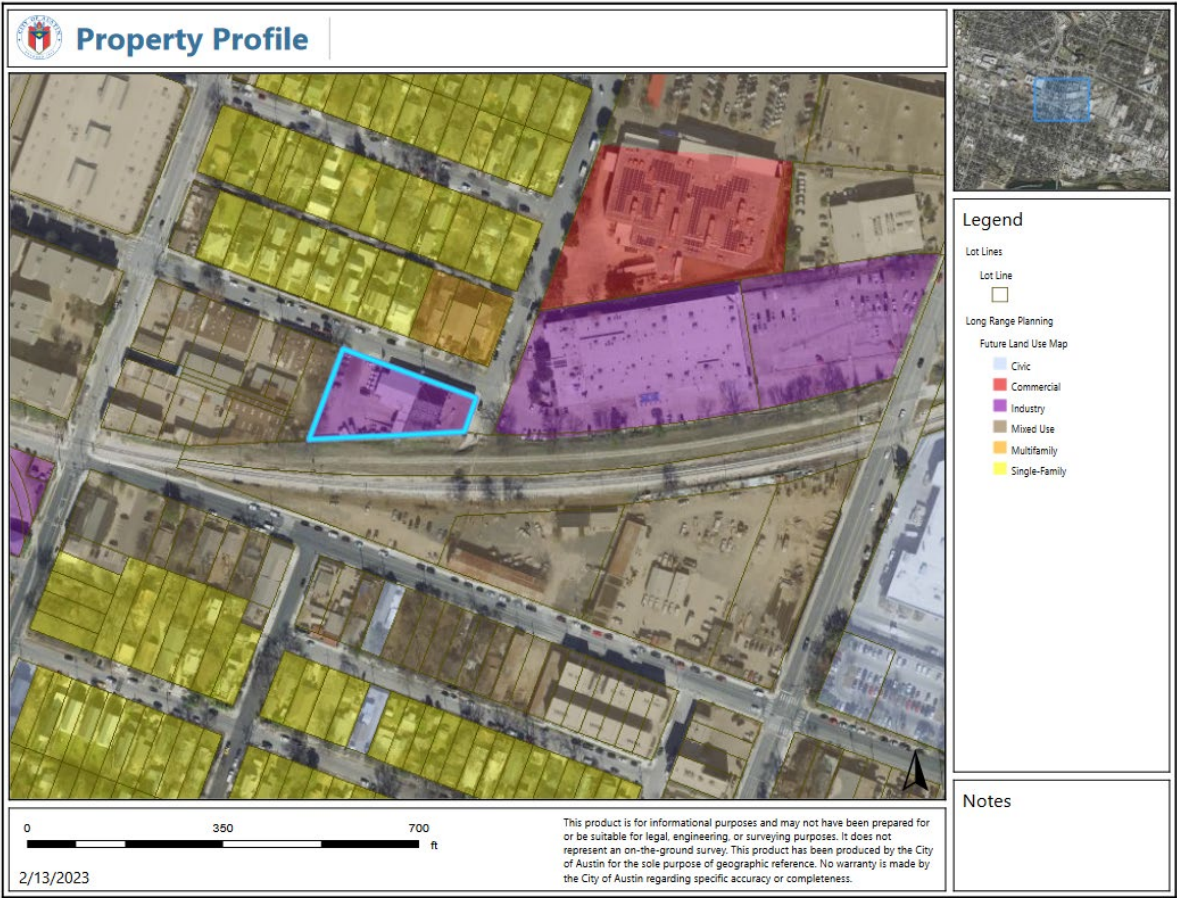 CITY OF AUSTIN
Property Profile
Legend
Lot Lines
Lot Line
Long Range Planning
Future Land Use Map
Civic
Commercial
Industry
Mixed Use
Multifamily
Single-Family
Notes
0 350 700
ft
2/13/2023
This product is for informational purposes and may not have been prepared for
or be suitable for legal, engineering, or surveying purposes. It does not
represent an on-the-ground survey. This product has been produced by the City
of Austin for the sole purpose of geographic reference. No warranty is made by
the City of Austin regarding specific accuracy or completeness.